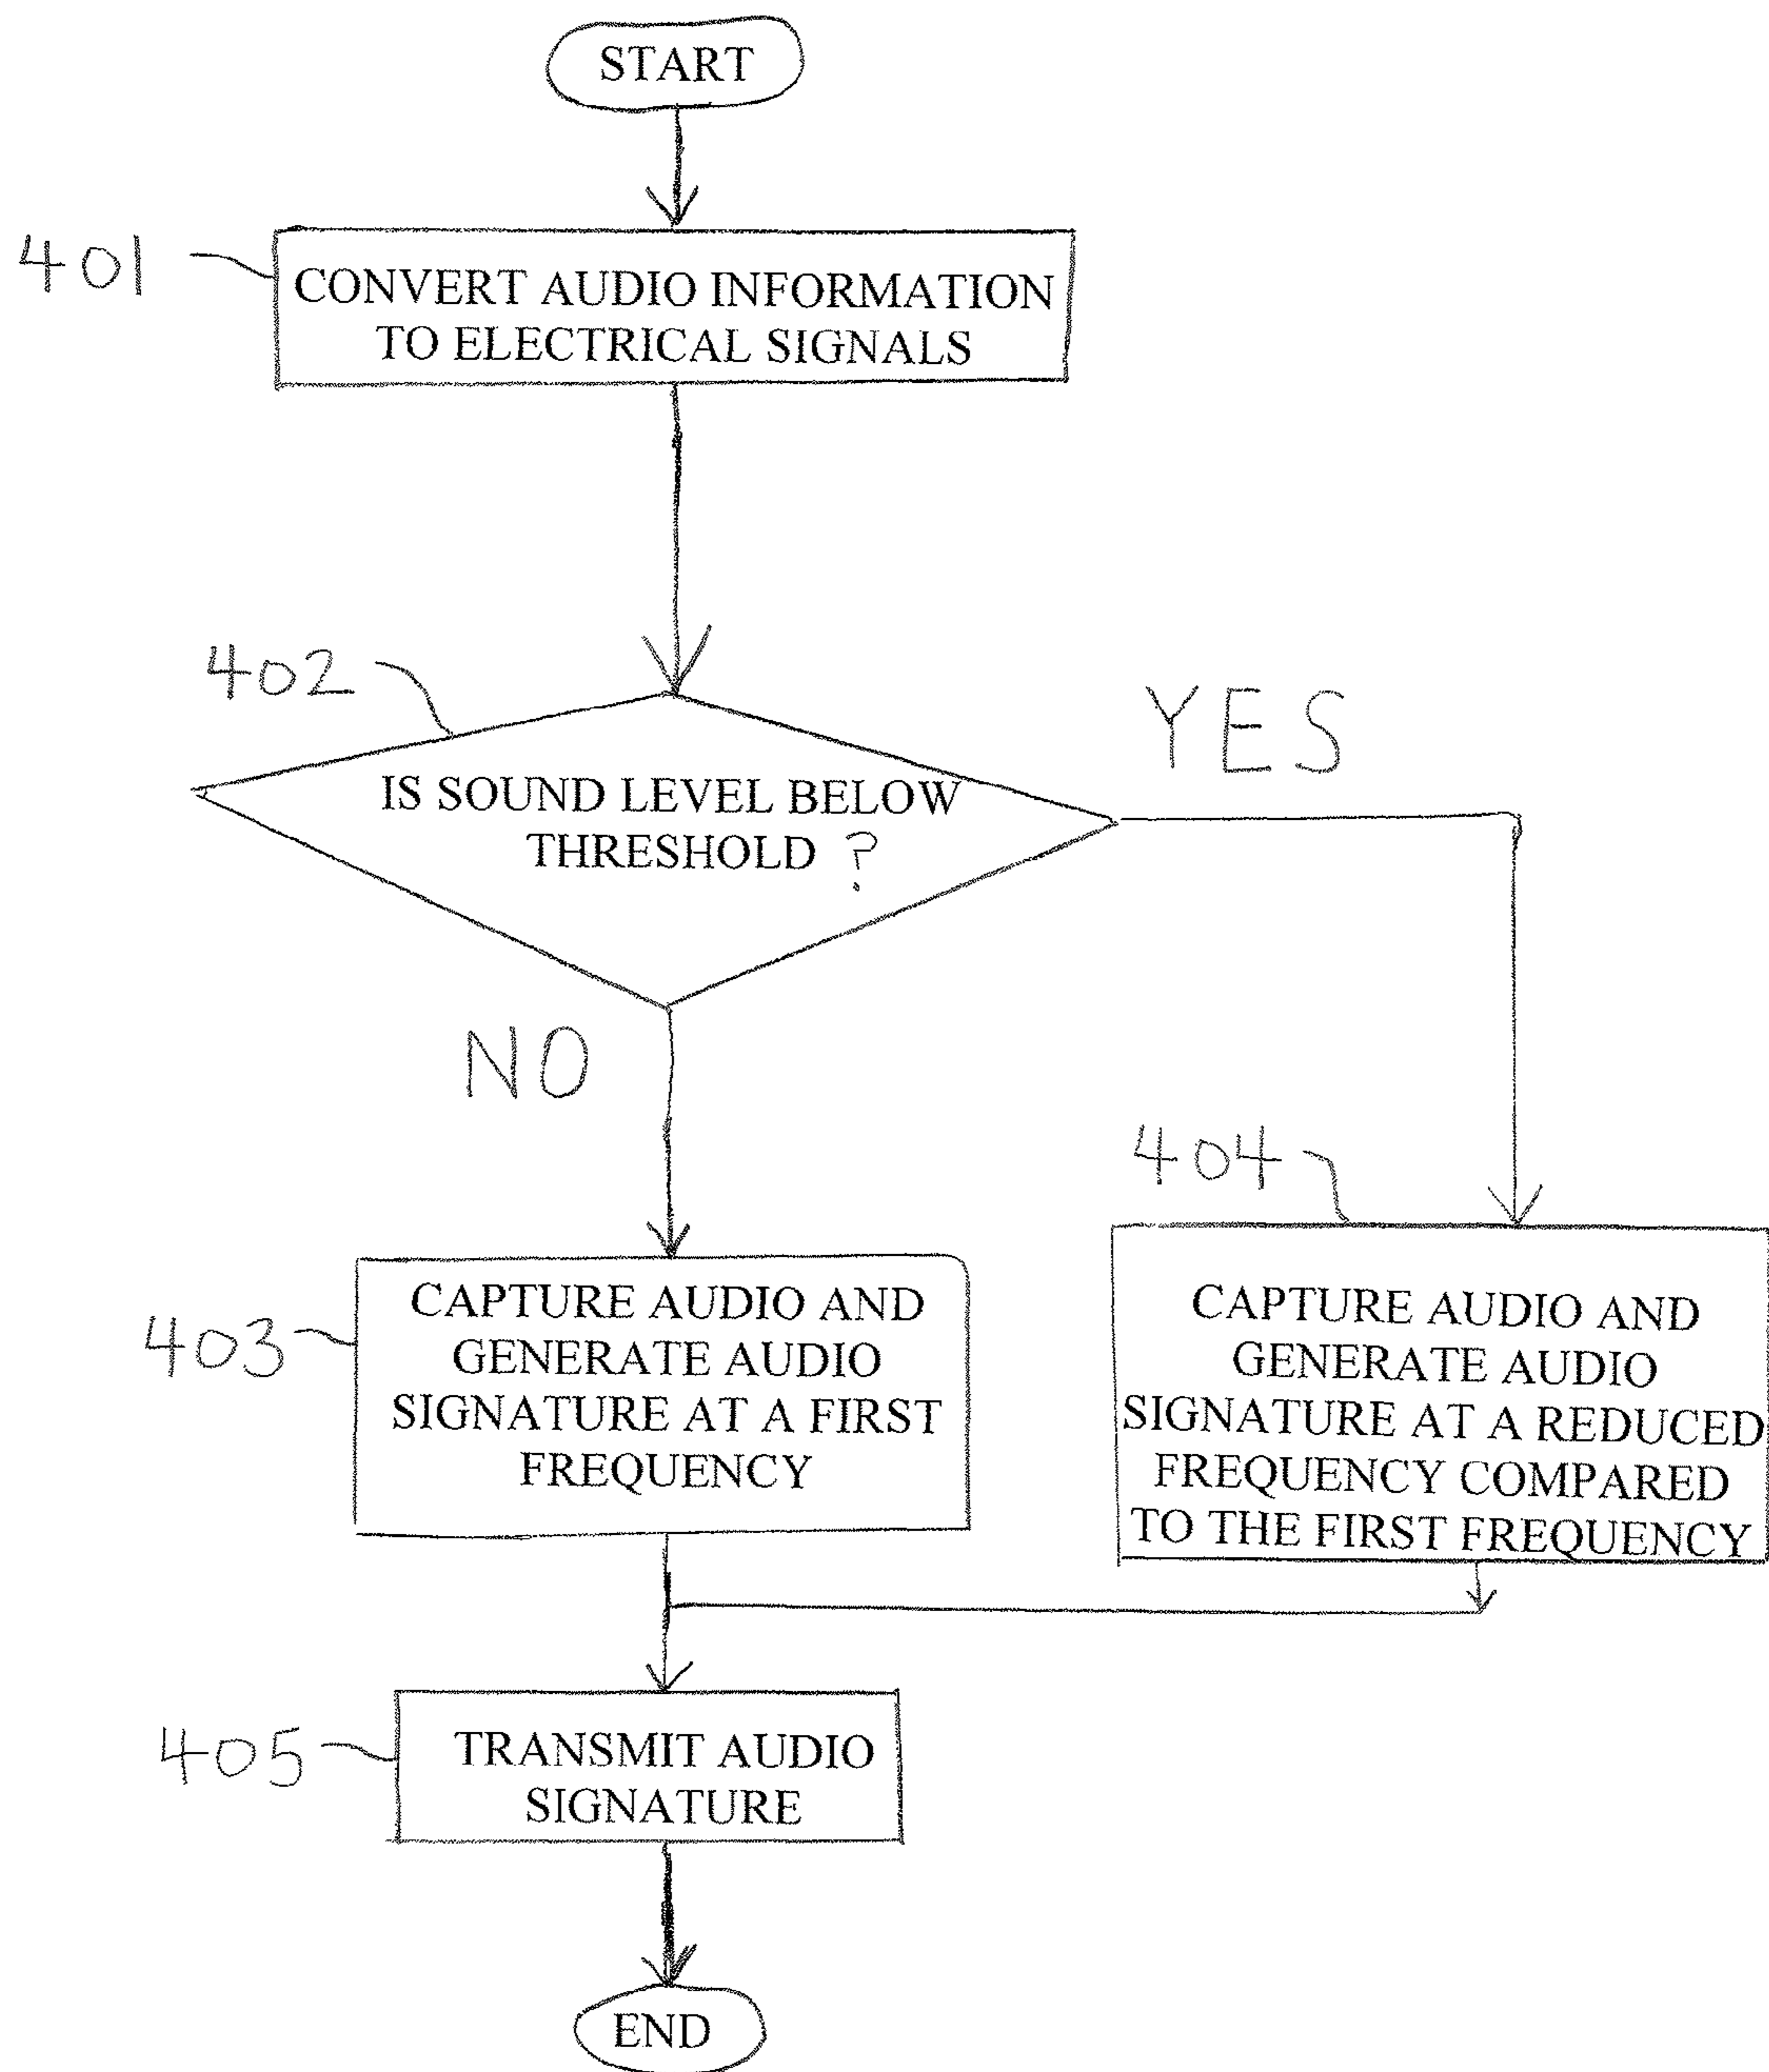 START
401
CONVERT AUDIO INFORMATION
TO ELECTRICAL SIGNALS
402
YES
IS SOUND LEVEL BELOW
THRESHOLD ?
NO
404
403
CAPTURE AUDIO AND
GENERATE AUDIO
SIGNATURE AT A FIRST
FREQUENCY
CAPTURE AUDIO AND
GENERATE AUDIO
SIGNATURE AT A REDUCED
FREQUENCY COMPARED
TO THE FIRST FREQUENCY
405
TRANSMIT AUDIO
SIGNATURE
END